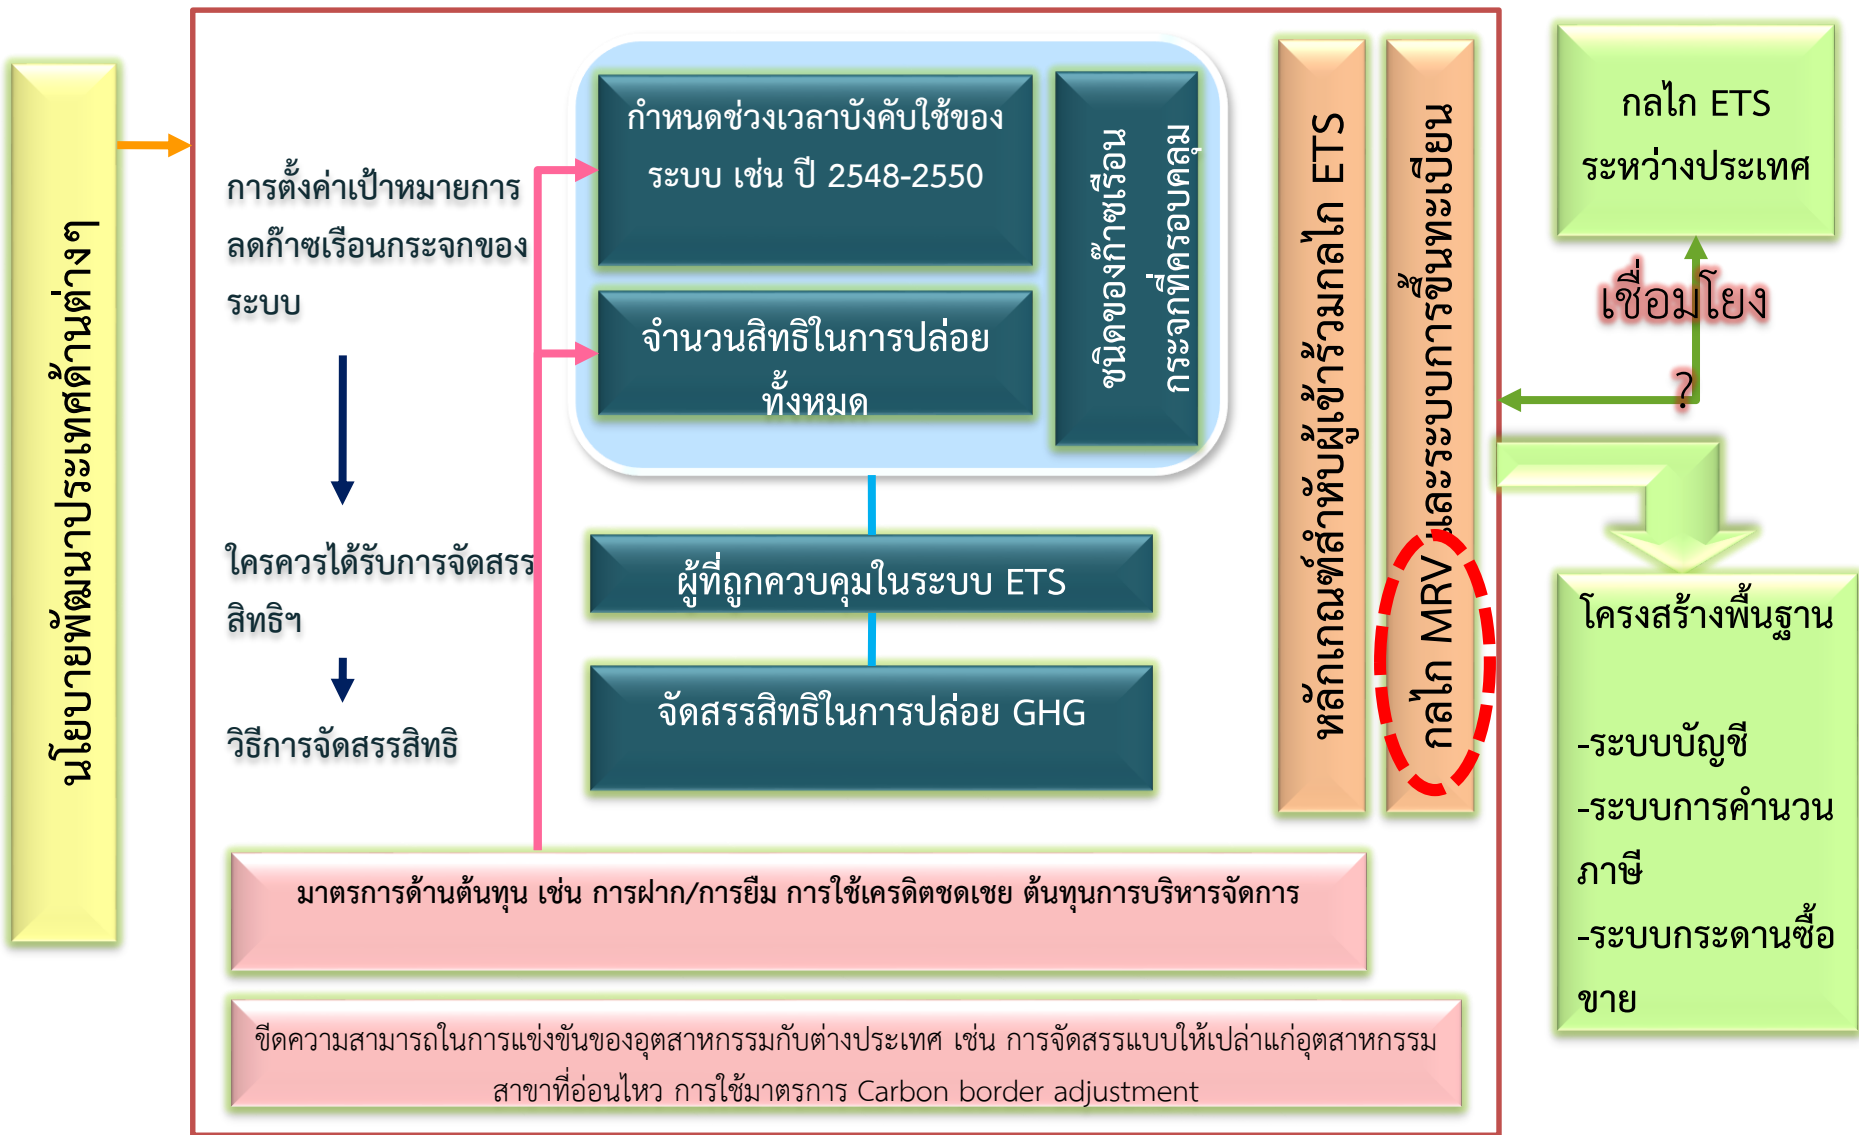 นโยบายพัฒนาประเทศด้านต่างๆ
การตั้งค่าเป้าหมายการ
ลดก๊าซเรือนกระจกของ
ระบบ
ใครควรได้รับการจัดสรร
สิทธิฯ
วิธีการจัดสรรสิทธิ
กำหนดช่วงเวลาบังคับใช้ของ
ระบบ เช่น ปี 2548-2550
จำนวนสิทธิในการปล่อย
ทั้งหมด
ชนิดของก๊าซเรือน
กระจกที่ครอบคลุม
ผู้ที่ถูกควบคุมในระบบ ETS
จัดสรรสิทธิในการปล่อย GHG
หลักเกณฑ์สำหรับผู้เข้าร่วมกลไก ETS
กลไก MRV และระบบการขึ้นทะเบียน
มาตรการด้านต้นทุน เช่น การฝาก/การยืม การใช้เครดิตชดเชย ต้นทุนการบริหารจัดการ
ขีดความสามารถในการแข่งขันของอุตสาหกรรมกับต่างประเทศ เช่น การจัดสรรแบบให้เปล่าแก่อุตสาหกรรม
สาขาที่อ่อนไหว การใช้มาตรการ Carbon border adjustment
กลไก ETS
ระหว่างประเทศ
เชื่อมโยง
?
โครงสร้างพื้นฐาน
-ระบบบัญชี
-ระบบการคำนวน
ภาษี
-ระบบกระดานซื้อ
ขาย